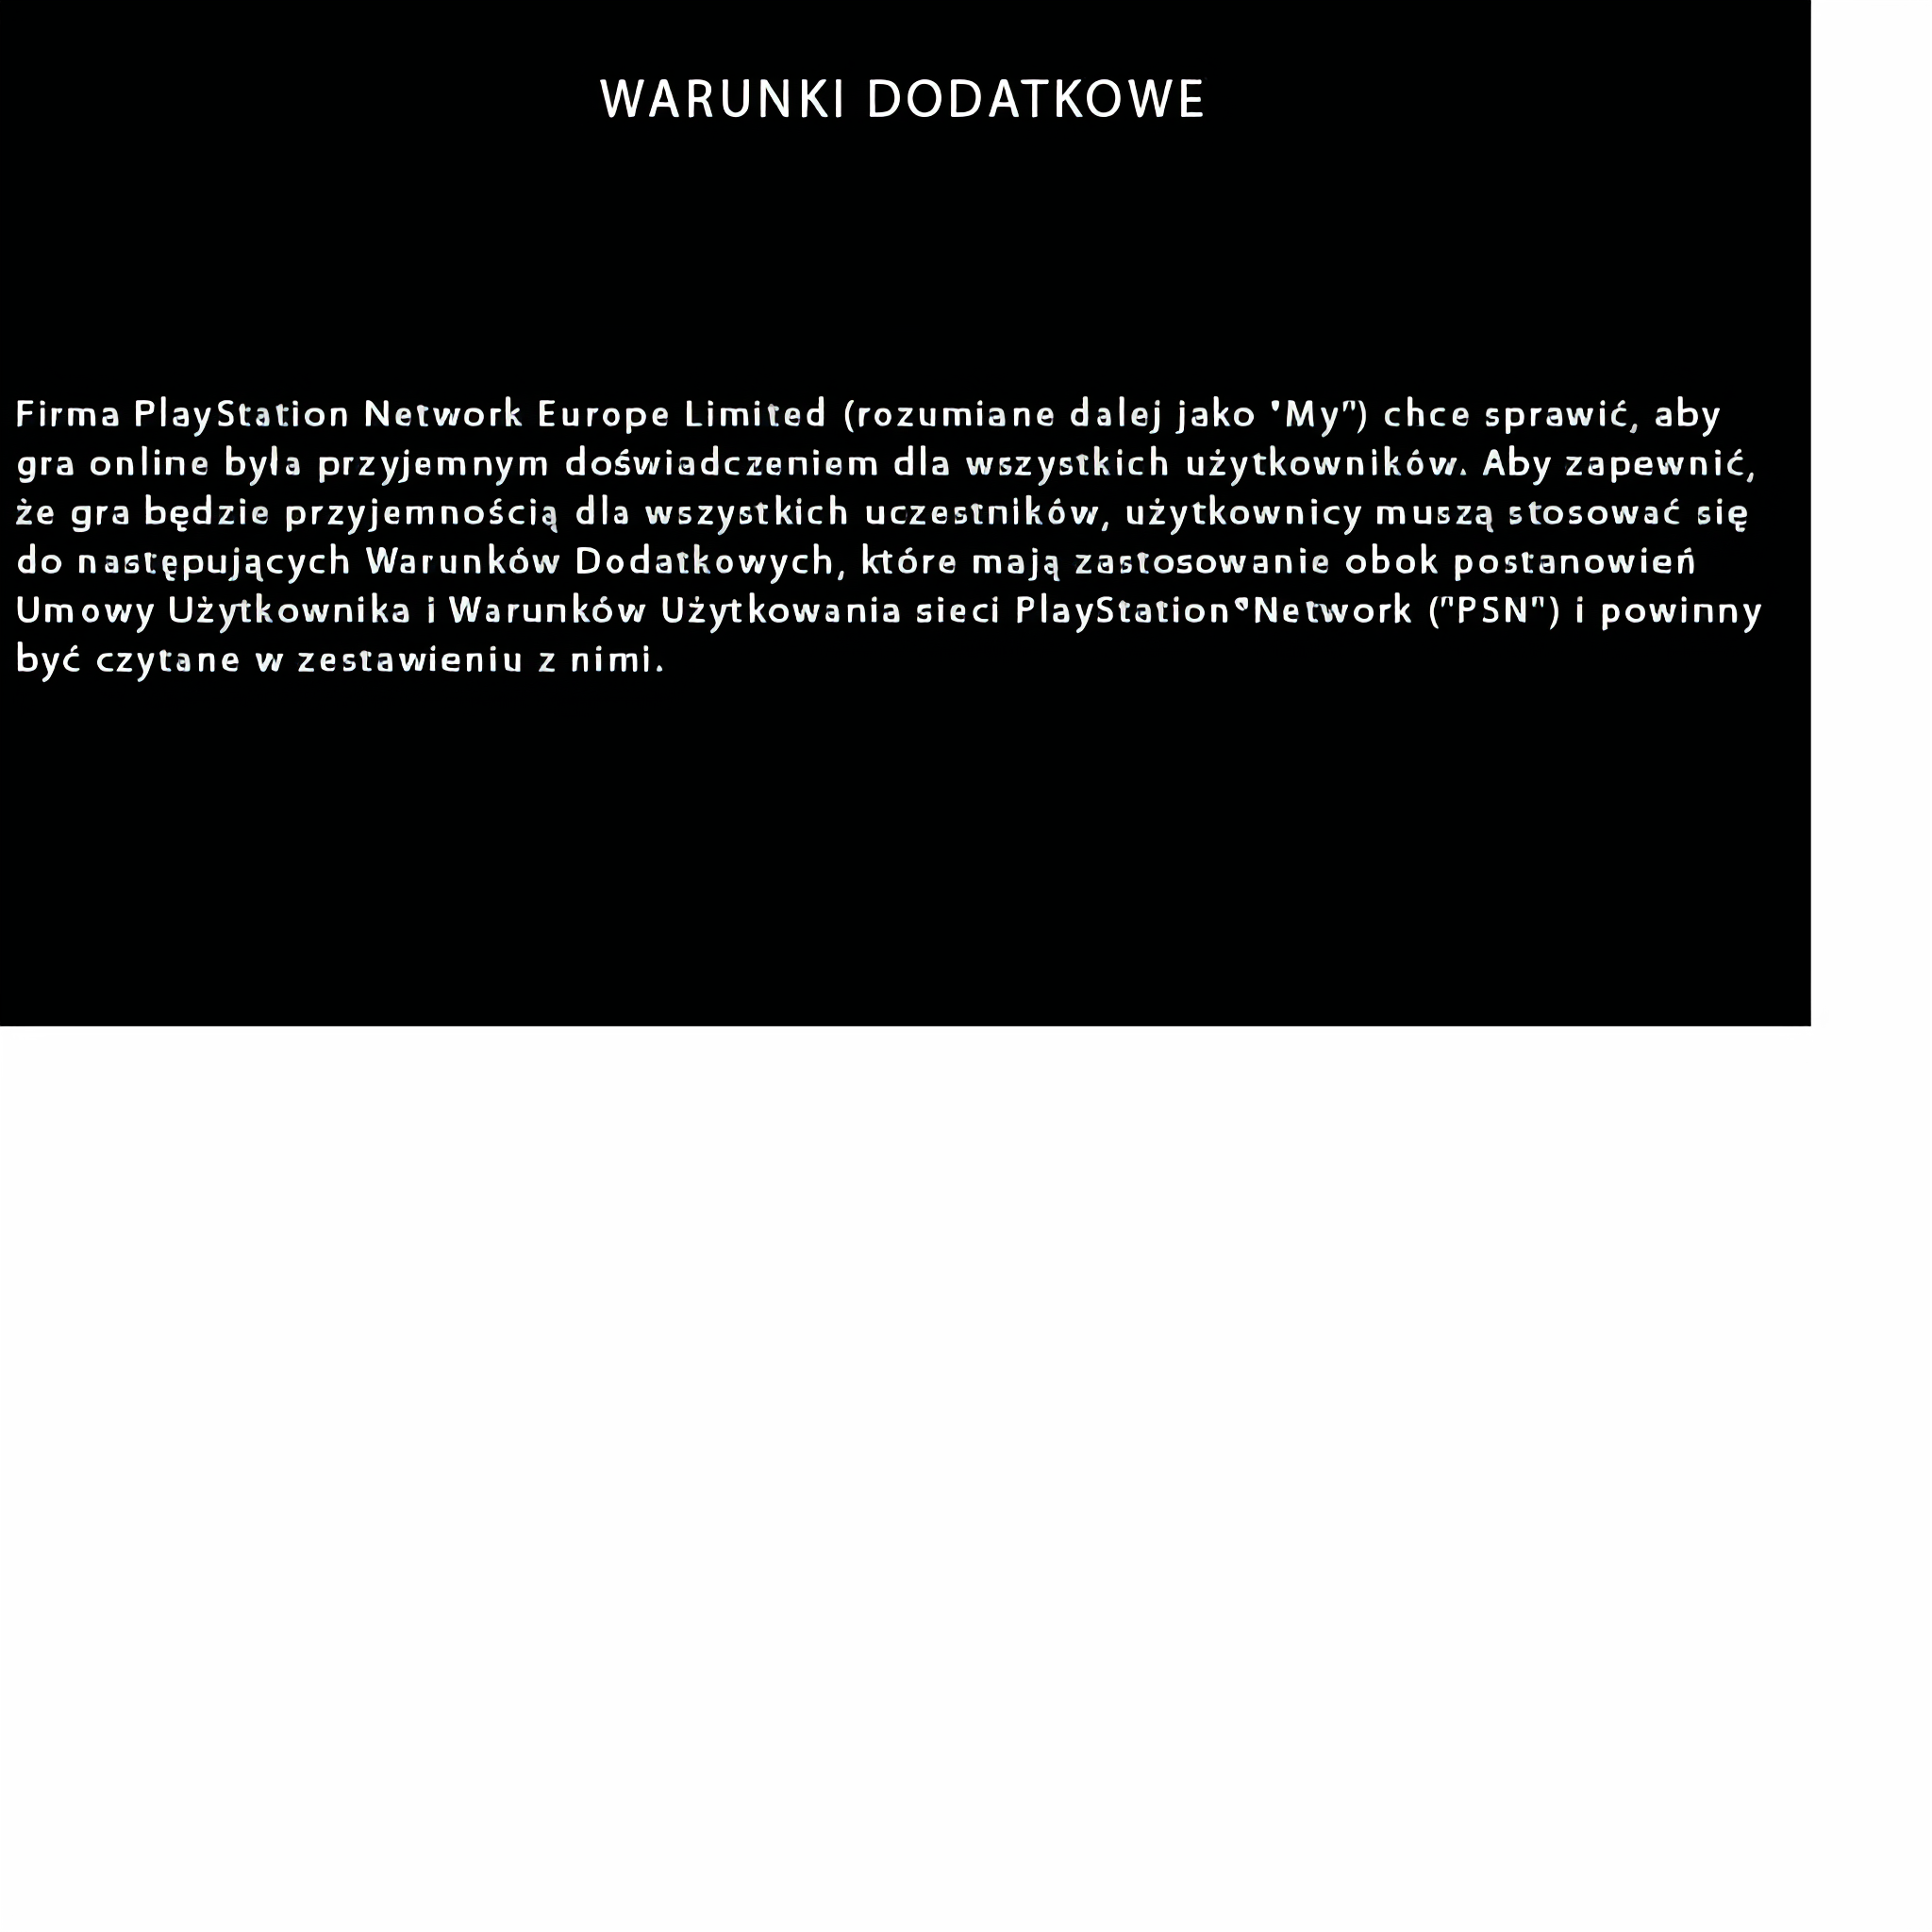 WARUNKI DODATKOWE
Firma PlayStation Network Europe Limited (rozumiane dalej jako "My") chce sprawić, aby
gra online była przyjemnym doświadczeniem dla wszystkich użytkowników. Aby zapewnić,
że gra będzie przyjemnością dla wszystkich uczestników, użytkownicy muszą stosować się
do następujących Warunków Dodatkowych, które mają zastosowanie obok postanowień
Umowy Użytkownika i Warunków Użytkowania sieci PlayStation®Network ("PSN") i powinny
być czytane w zestawieniu z nimi.